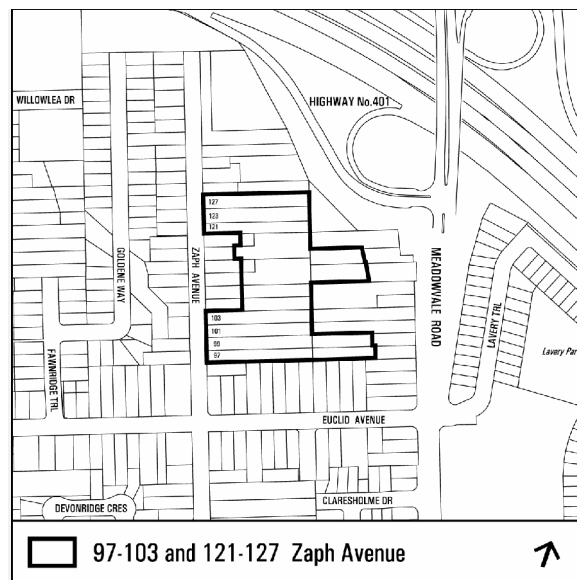 WILLOWLEA DR
HIGHWAY No.401
127
123
121
GOLDENE WAY
ZAPH AVENUE
MEADOWVALE ROAD
LAVERY TRL
103
101
99
97
FAWNRIDGE TRL
Lavery Par
EUCLID AVENUE
CLARESHOLME DR
DEVONRIDGE CRES
97-103 and 121-127 Zaph Avenue